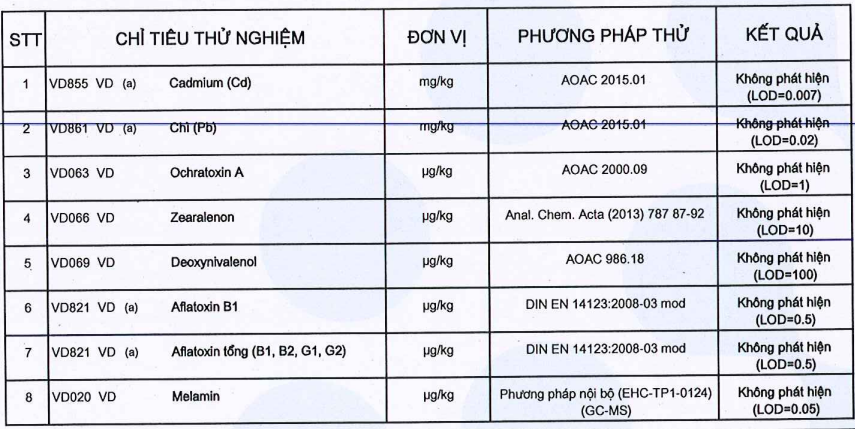 STT CHỈ TIÊU THỬ NGHIỆM ĐƠN VỊ PHƯƠNG PHÁP THỬ KẾT QUẢ
1 VD855 VD (a) Cadmium (Cd) mg/kg AOAC 2015.01 Không phát hiện
(LOD=0.007)
2 VD861 VD (a) Chì (Pb) mg/kg AOAC 2015.01 Không phát hiện
(LOD=0.02)
3 VD063 VD Ochratoxin A µg/kg AOAC 2000.09 Không phát hiện
(LOD=1)
4 VD066 VD Zearalenon µg/kg Anal. Chem. Acta (2013) 787 87-92 Không phát hiện
(LOD=10)
5 VD069 VD Deoxynivalenol µg/kg AOAC 986.18 Không phát hiện
(LOD=100)
6 VD821 VD (a) Aflatoxin B1 µg/kg DIN EN 14123:2008-03 mod Không phát hiện
(LOD=0.5)
7 VD821 VD (a) Aflatoxin tổng (B1, B2, G1, G2) µg/kg DIN EN 14123:2008-03 mod Không phát hiện
(LOD=0.5)
8 VD020 VD Melamin µg/kg Phương pháp nội bộ (EHC-TP1-0124) Không phát hiện
(GC-MS) (LOD=0.05)